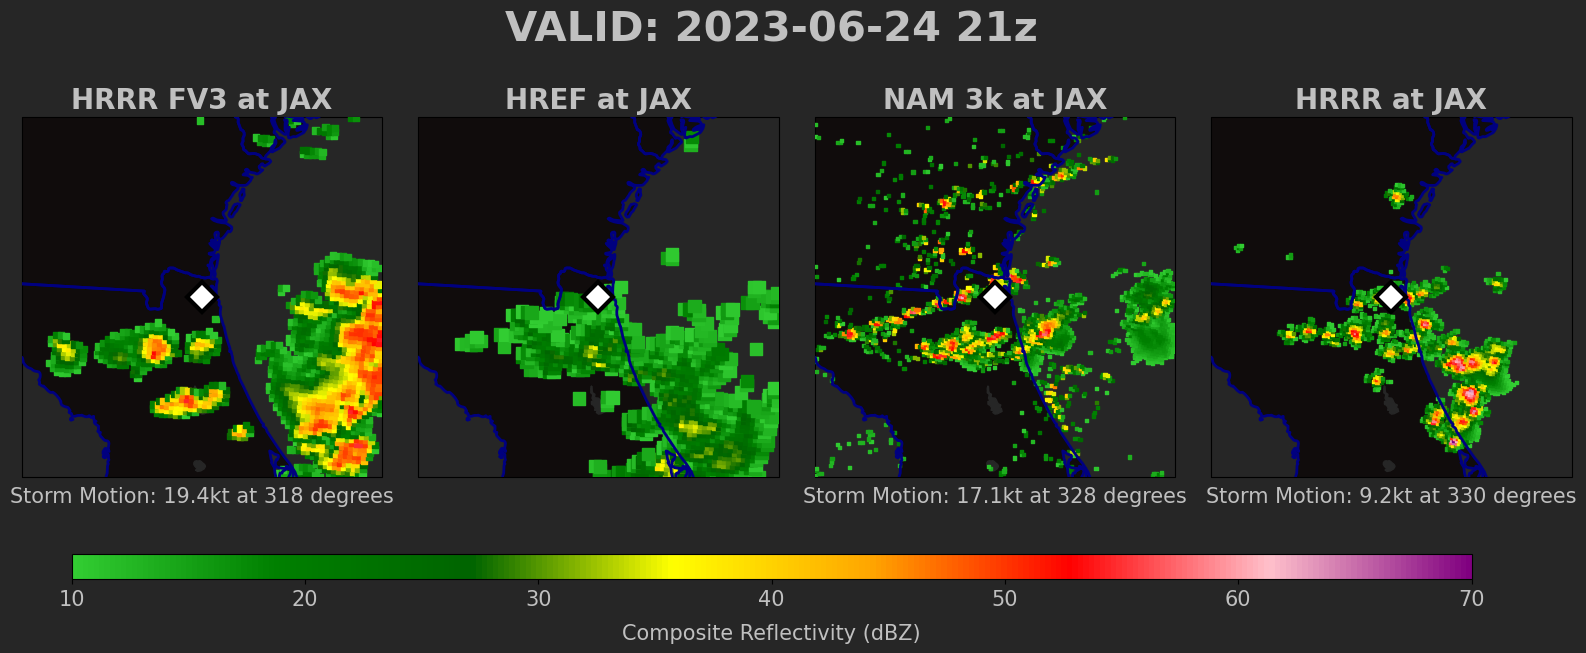 VALID: 2023-06-24 21z
HRRR FV3 at JAX
HREF at JAX
NAM 3k at JAX
HRRR at JAX
Storm Motion: 19.4kt at 318 degrees
Storm Motion: 17.1kt at 328 degrees
Storm Motion: 9.2kt at 330 degrees
10 20 30 40 50 60 70
Composite Reflectivity (dBZ)